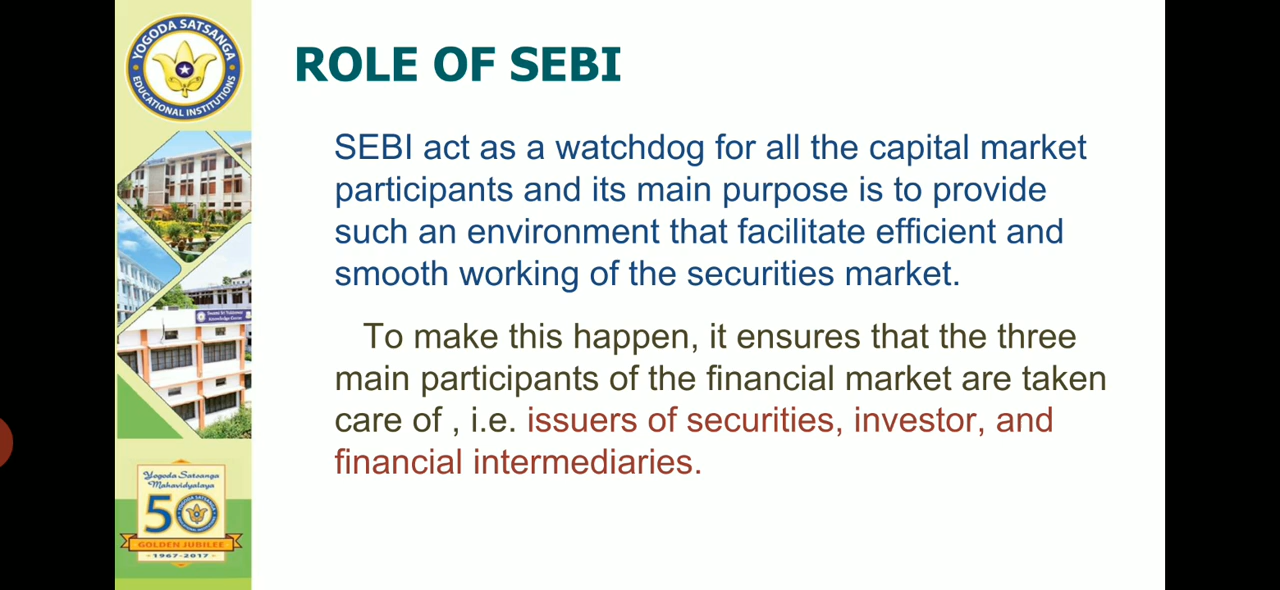 YOGODA SATSANGA
EDUCATIONAL INSTITUTIONS
ROLE OF SEBI
SEBI act as a watchdog for all the capital market
participants and its main purpose is to provide
such an environment that facilitate efficient and
smooth working of the securities market.
To make this happen, it ensures that the three
main participants of the financial market are taken
care of , i.e. issuers of securities, investor, and
financial intermediaries.
Yogoda Satsanga
Mahavidyalaya
50
GOLDEN JUBILEE
1967-2017